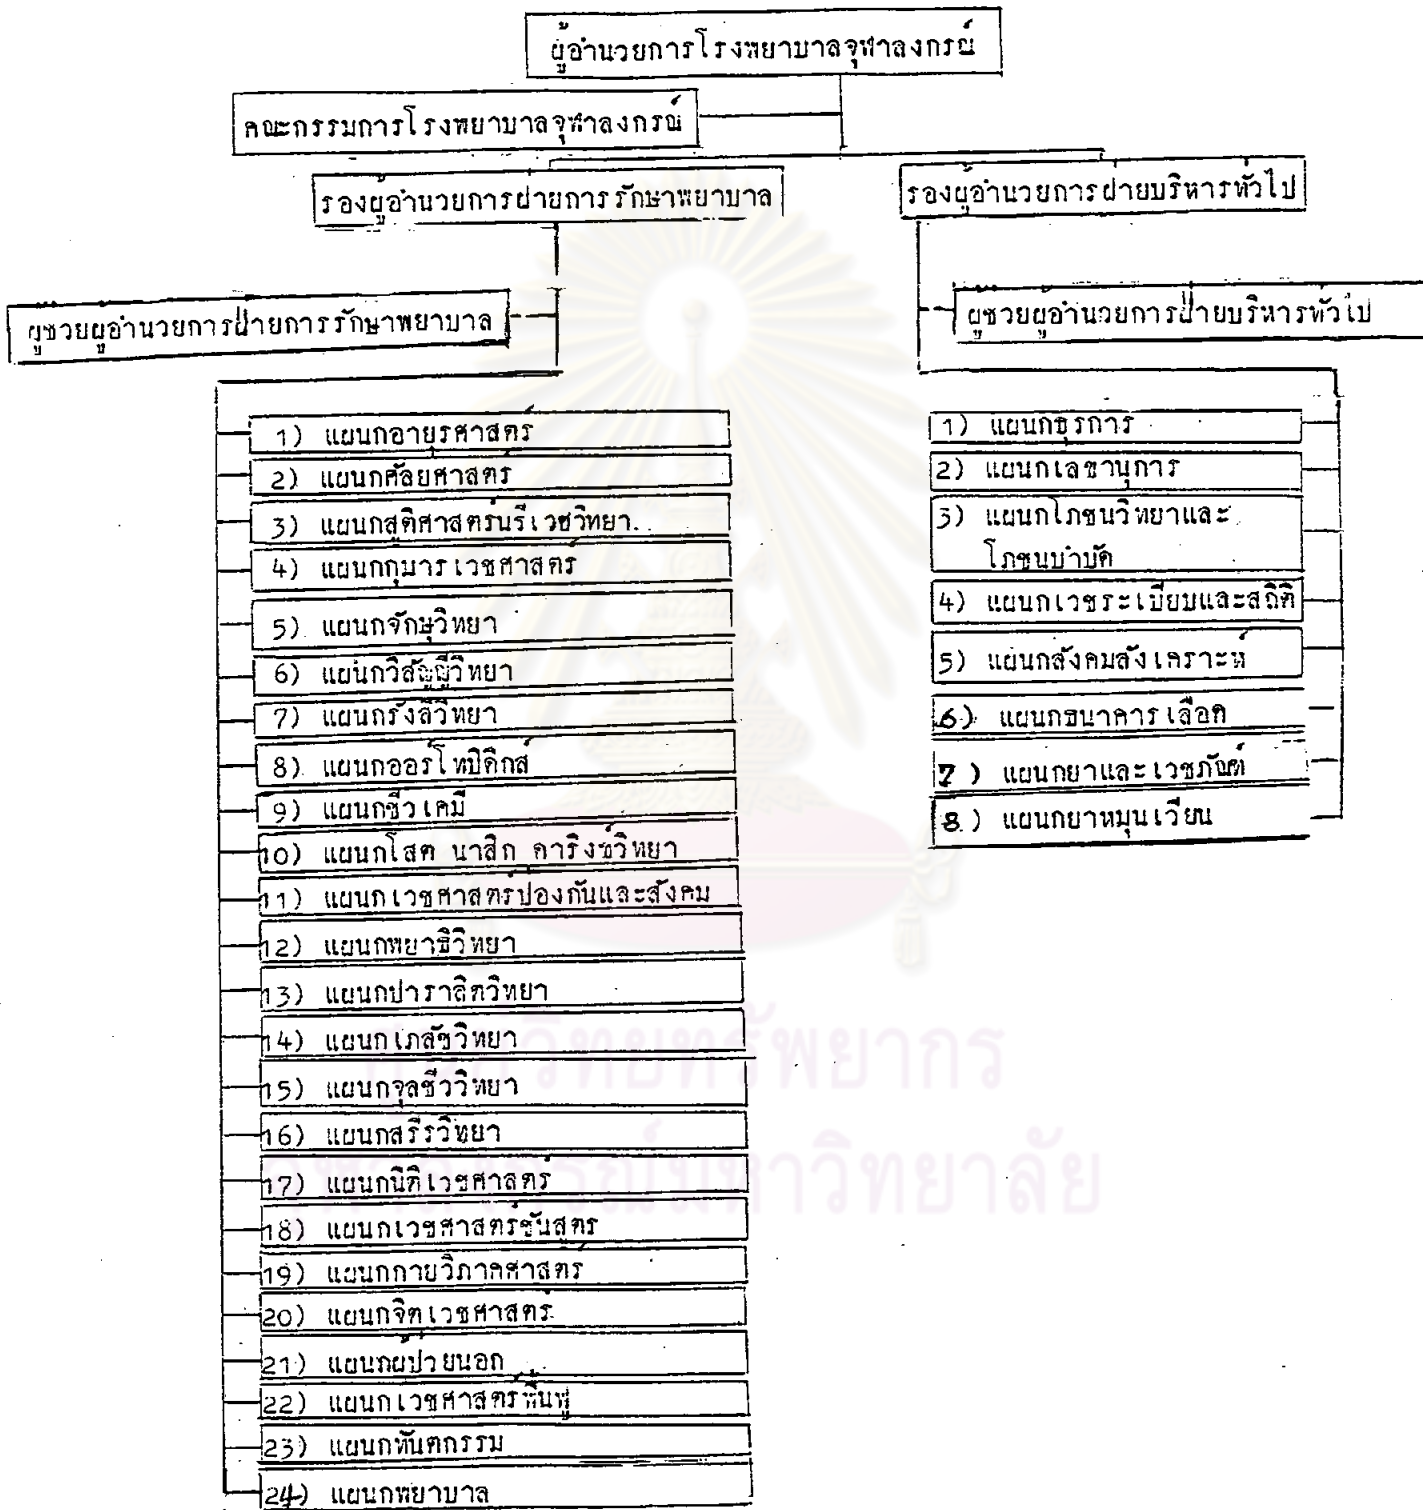 ผู้อำนวยการโรงพยาบาลจุฬาลงกรณ์
คณะกรรมการโรงพยาบาลจุฬาลงกรณ์
รองผู้อำนวยการฝ่ายการรักษาพยาบาล
รองผู้อำนวยการฝ่ายบริหารทั่วไป
ผู้ชวยผู้อำนวยการฝ่ายการรักษาพยาบาล
ผู้ชวยผู้อำนวยการฝ่ายบริหารทั่วไป
1) แผนกอายุรศาสตร์
2) แผนกศัลยศาสตร์
3) แผนกสูติศาสตร์นรีเวชวิทยา
4) แผนกกุมารเวชศาสตร์
5) แผนกจักษุวิทยา
6) แผนกวิสัญญีวิทยา
7) แผนกรังสีวิทยา
8) แผนกออร์โทปิดิกส์
9) แผนกชีวเคมี
10) แผนกโสต นาสิก ลาริงซ์วิทยา
11) แผนกเวชศาสตร์ป้องกันและสังคม
12) แผนกพยาธิวิทยา
13) แผนกปาราสิตวิทยา
14) แผนกเภสัชวิทยา
15) แผนกจุลชีววิทยา
16) แผนกสรีรวิทยา
17) แผนกนิติเวชศาสตร์
18) แผนกเวชศาสตร์ชันสูตร
19) แผนกกายวิภาคศาสตร์
20) แผนกจิตเวชศาสตร์
21) แผนกผู้ป่วยนอก
22) แผนกเวชศาสตร์ฟื้นฟู
23) แผนกทันตกรรม
24) แผนกพยาบาล
1) แผนกธุรการ
2) แผนกเลขานุการ
3) แผนกโภชนวิทยาและ
โภชนบำบัด
4) แผนกเวชระเบียบและสถิติ
5) แผนกสังคมสังเคราะห์
6) แผนกธนาคารเลือด
7) แผนกยาและเวชภัณฑ์
8) แผนกยาหมุนเวียน
ศูนย์วิทยทรัพยากร
จุฬาลงกรณ์มหาวิทยาลัย